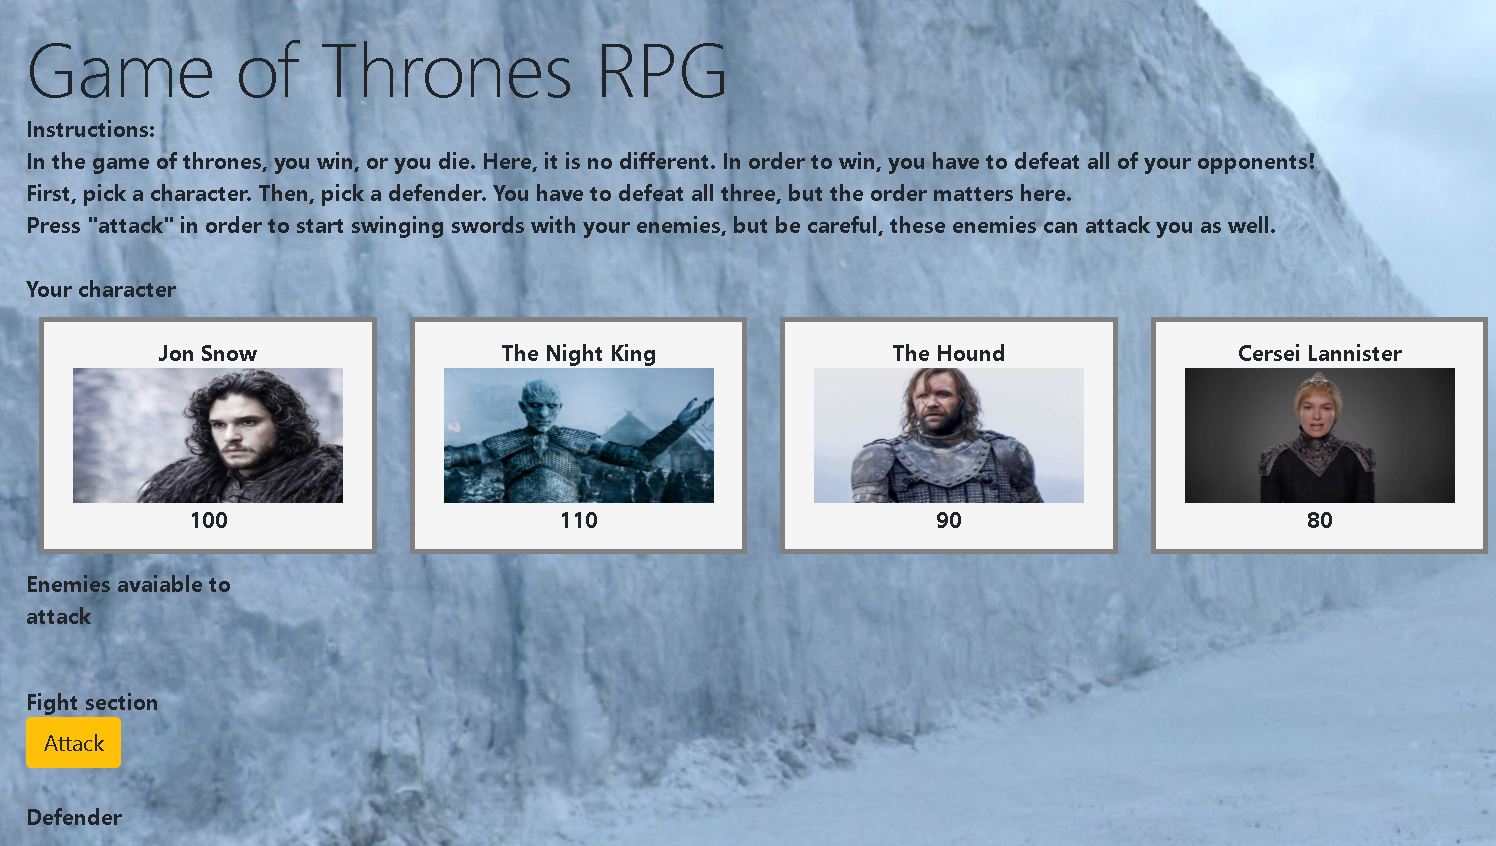 Game of Thrones RPG
Instructions:
In the game of thrones, you win, or you die. Here, it is no different. In order to win, you have to defeat all of your opponents!
First, pick a character. Then, pick a defender. You have to defeat all three, but the order matters here.
Press "attack" in order to start swinging swords with your enemies, but be careful, these enemies can attack you as well.
Your character
Jon Snow
100
The Night King
110
The Hound
90
Cersei Lannister
80
Enemies avaiable to
attack
Fight section
Attack
Defender